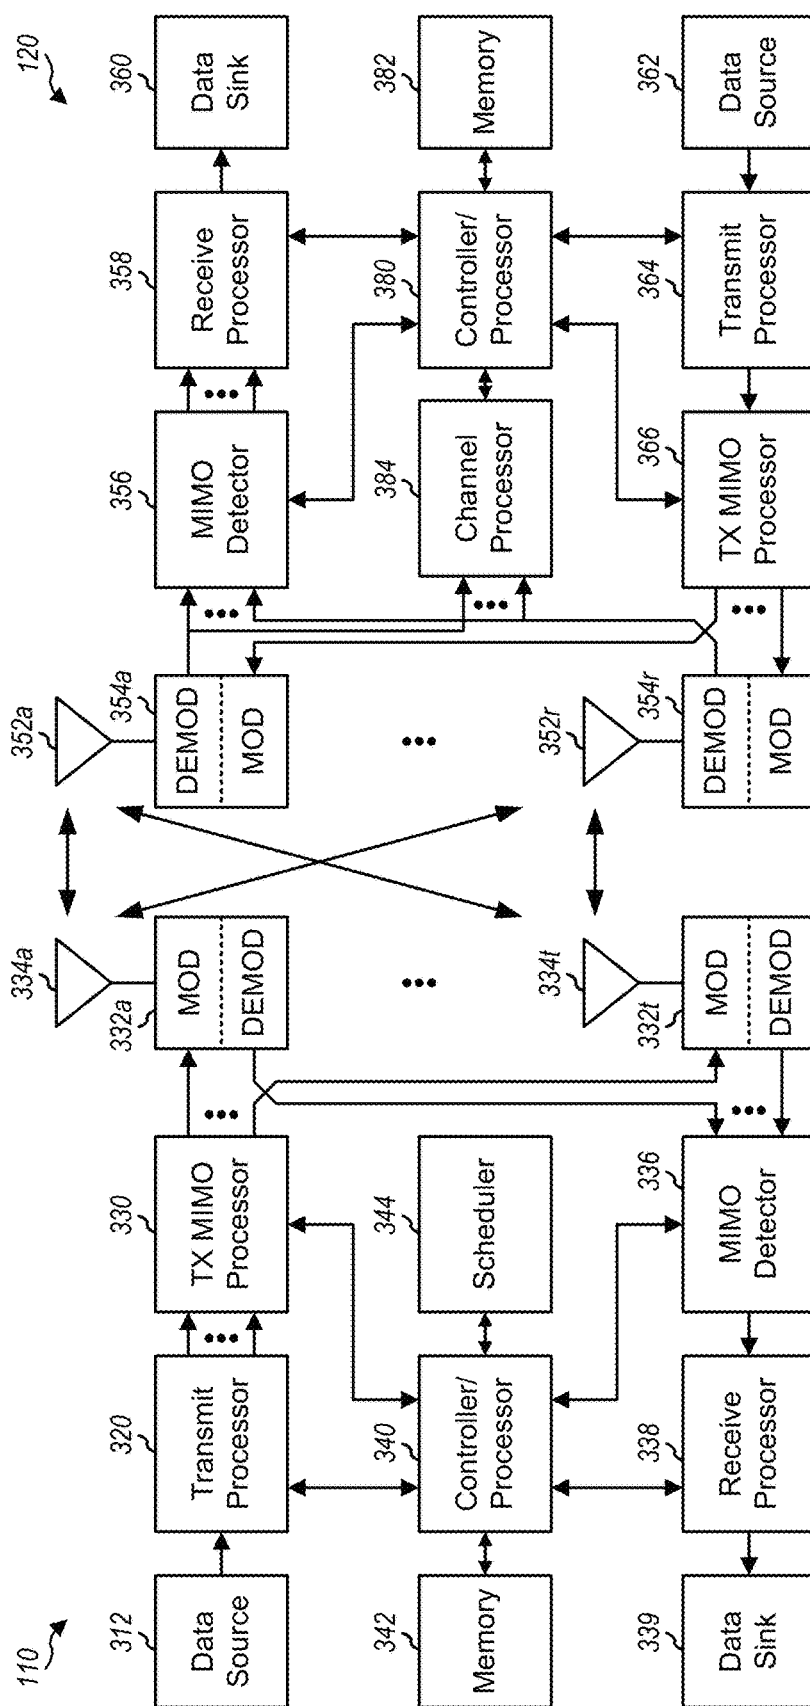 110
120
312
Data
Source
320
Transmit
Processor
330
TX MIMO
Processor
332a
334a
MOD
DEMOD
352a
354a
DEMOD
MOD
356
MIMO
Detector
358
Receive
Processor
360
Data
Sink
342
Memory
340
Controller/
Processor
344
Scheduler
384
Channel
Processor
380
Controller/
Processor
382
Memory
339
Data
Sink
338
Receive
Processor
336
MIMO
Detector
332t
334t
MOD
DEMOD
352r
354r
DEMOD
MOD
366
TX MIMO
Processor
364
Transmit
Processor
362
Data
Source